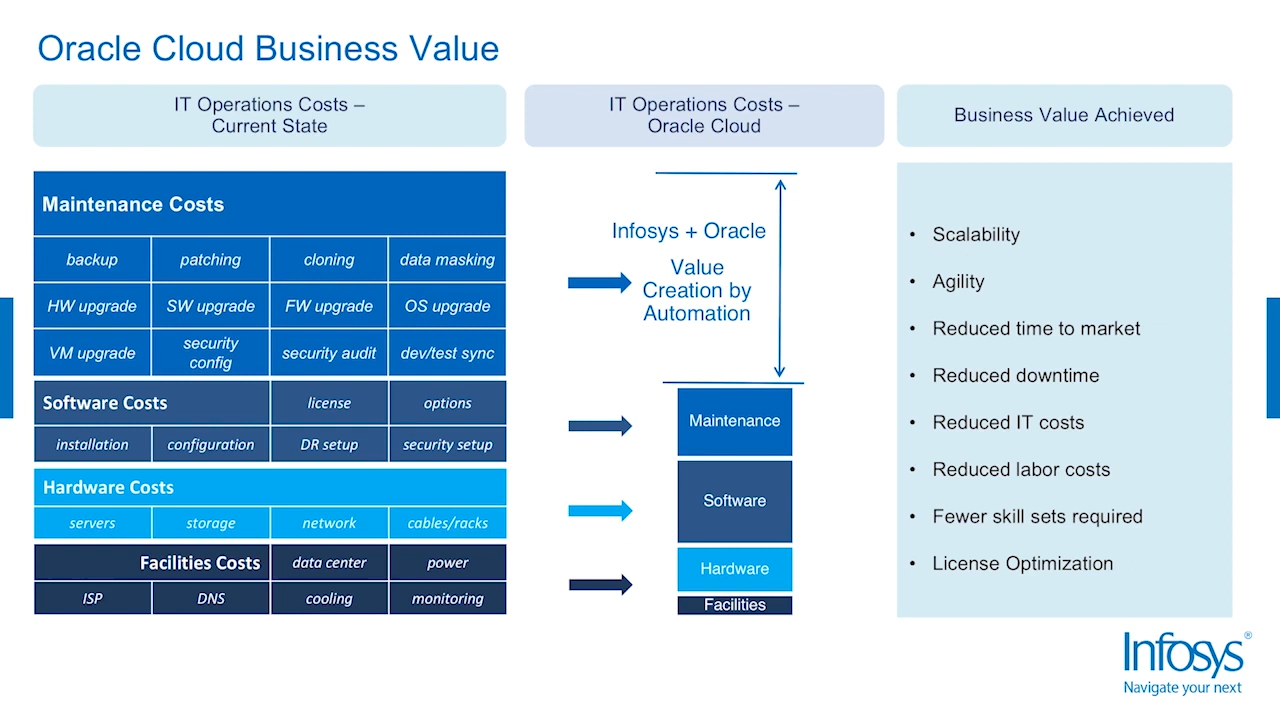 Oracle Cloud Business Value
IT Operations Costs –
Current State
IT Operations Costs –
Oracle Cloud
Business Value Achieved
Maintenance Costs
backup patching cloning data masking
HW upgrade SW upgrade FW upgrade OS upgrade
VM upgrade security config security audit dev/test sync
Software Costs license options
installation configuration DR setup security setup
Hardware Costs
servers storage network cables/racks
Facilities Costs data center power
ISP DNS cooling monitoring
Infosys + Oracle
Value
Creation by
Automation
Maintenance
Software
Hardware
Facilities
• Scalability
• Agility
• Reduced time to market
• Reduced downtime
• Reduced IT costs
• Reduced labor costs
• Fewer skill sets required
• License Optimization
Infosys®
Navigate your next